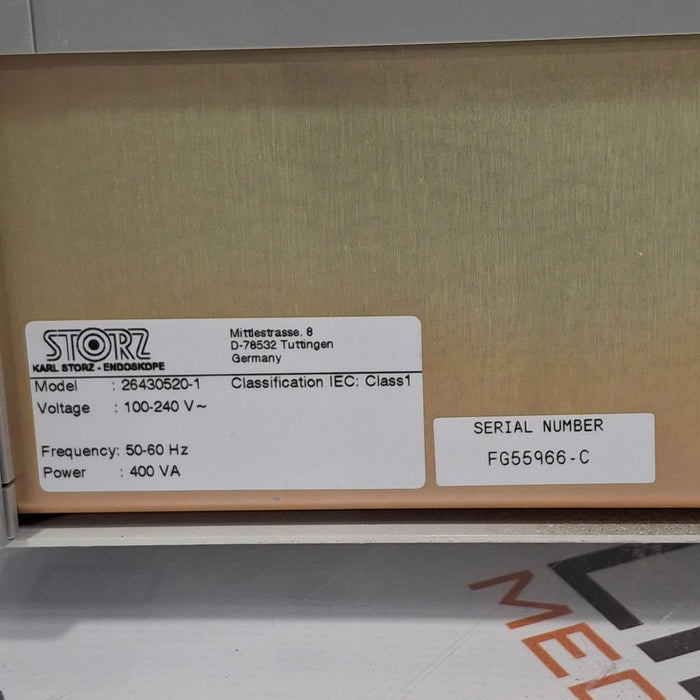 STORZ
KARL STORZ - ENDOSKOPE
Mittlestrasse. 8
D-78532 Tuttingen
Germany
Model : 26430520-1 Classification IEC: Class1
Voltage : 100-240 V~
Frequency: 50-60 Hz
Power : 400 VA
SERIAL NUMBER
FG55966-C